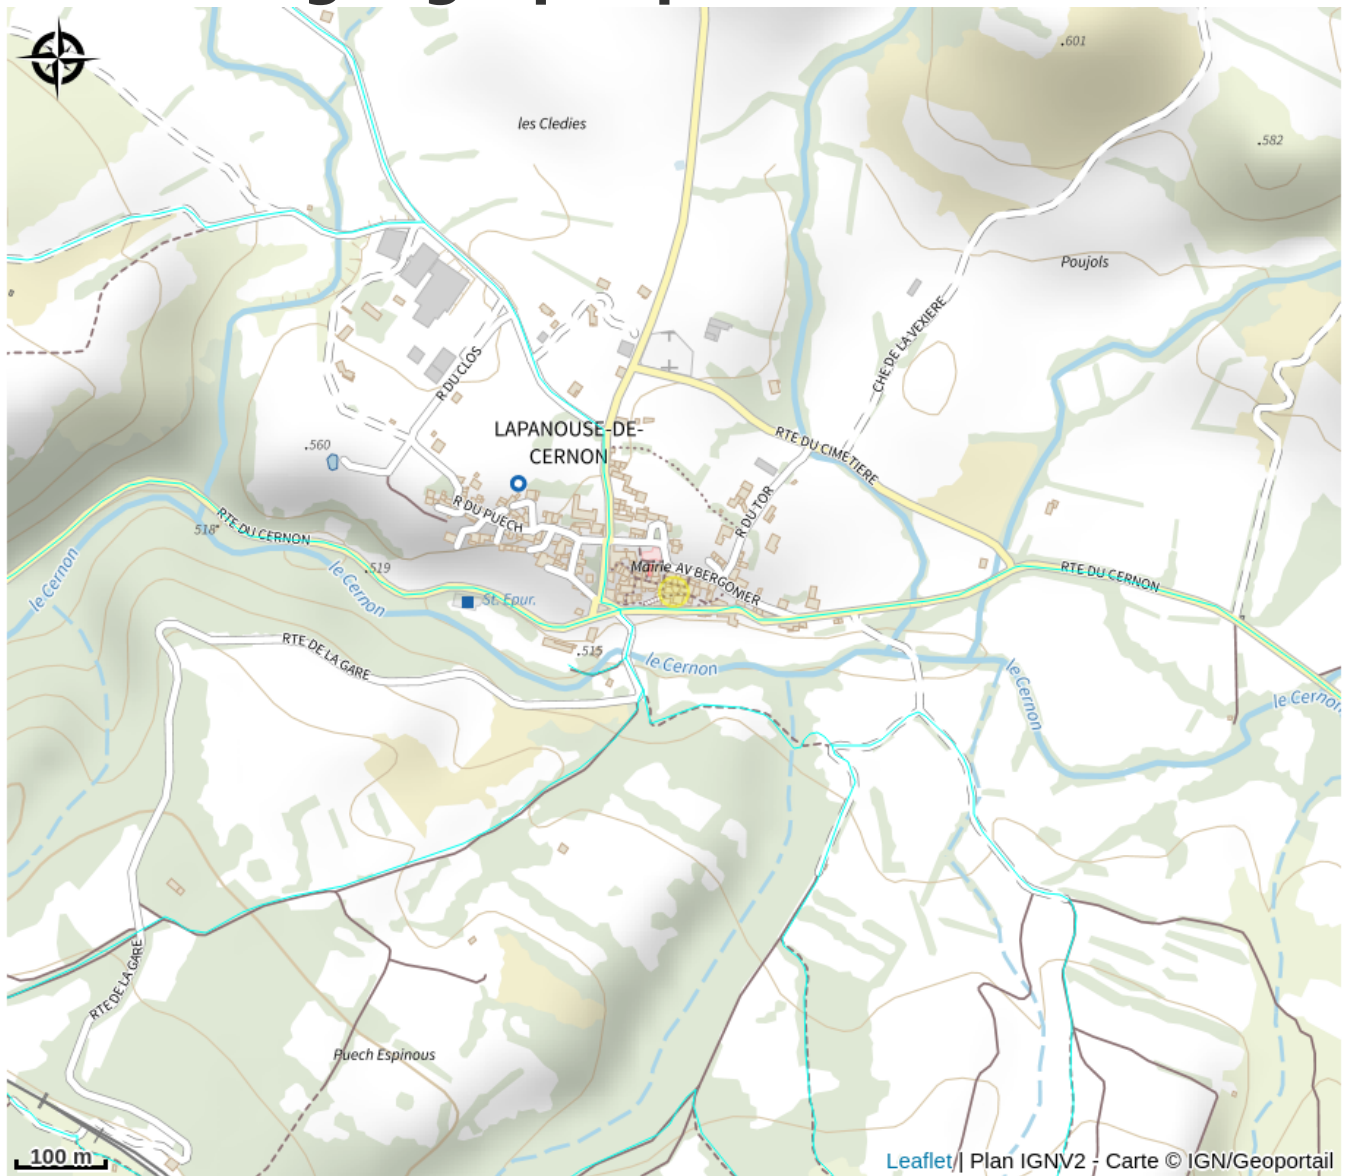 .601
les Cledies
.582
Poujols
CHE DE LA VEXIERE
R DU CLOS
LAPANOUSE-DE-
CERNON
RTE DU CIMETIERE
.560
R DU PUECH
R DU TOR
RTE DU CERNON
518
le Cernon
.519
le Cernon
Mairie
AV BERGONIER
RTE DU CERNON
St. Epur.
RTE DE LA GARE
.515
le Cernon
le Cernon
le Cernon
RTE DE LA GARE
Puech Espinous
100 m
Leaflet | Plan IGNV2 - Carte © IGN/Geoportail